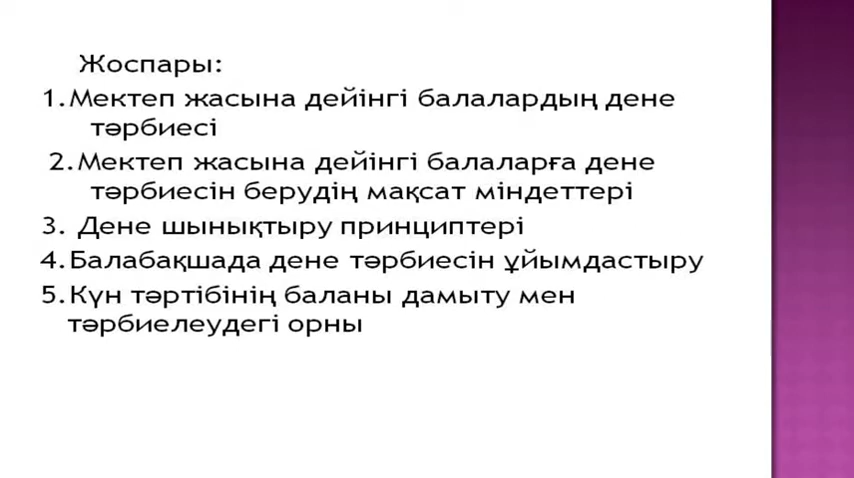 Жоспары:
1.Мектеп жасына дейінгі балалардың дене
тәрбиесі
2.Мектеп жасына дейінгі балаларға дене
тәрбиесін берудің мақсат міндеттері
3. Дене шынықтыру принциптері
4.Балабақшада дене тәрбиесін ұйымдастыру
5.Күн тәртібінің баланы дамыту мен
тәрбиелеудегі орны